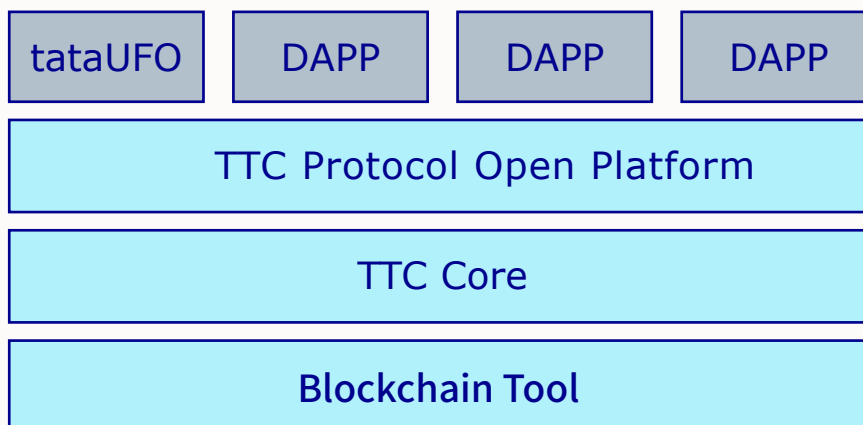 tataUFO DAPP DAPP DAPP
TTC Protocol Open Platform
TTC Core
Blockchain Tool